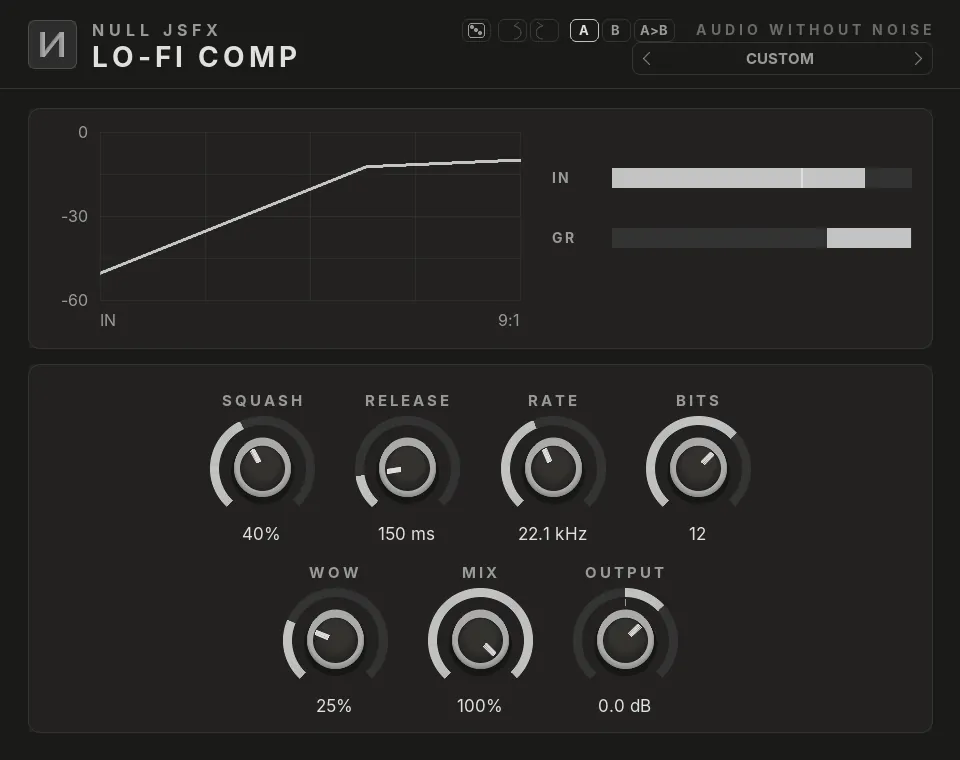 NULL JSFX
LO-FI COMP
A B A>B
AUDIO WITHOUT NOISE
CUSTOM
0
-30
-60
IN 9:1
IN
GR
SQUASH RELEASE RATE BITS
40% 150 ms 22.1 kHz 12
WOW MIX OUTPUT
25% 100% 0.0 dB